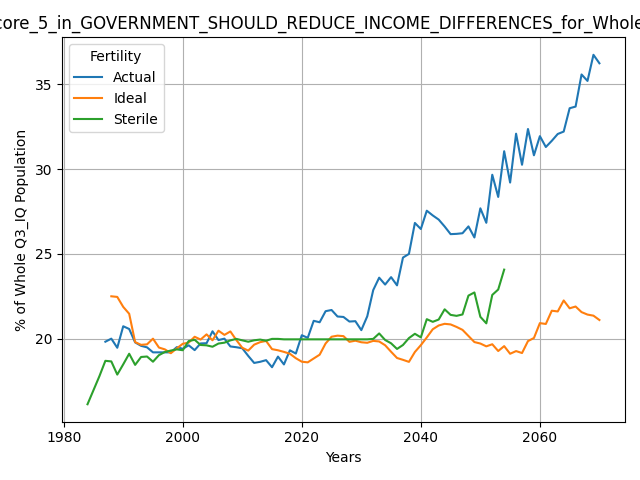 core_5_in_GOVERNMENT_SHOULD_REDUCE_INCOME_DIFFERENCES_for_Whole
Fertility
Actual
Ideal
Sterile
35
30
25
20
% of Whole Q3_IQ Population
1980 2000 2020 2040 2060
Years